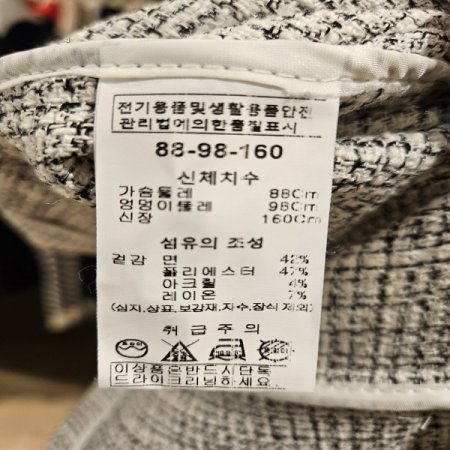 전기용품및생활용품안전
관리법에의한품질표시
88-98-160
신체치수
가슴둘레 88Cm
엉덩이둘레 98Cm
신장 160Cm
섬유의 조성
겉감 면 42%
폴리에스터 47%
아크릴 4%
레이온 7%
(심지,상표,보강재,자수,장식 제외)
취급주의
이상품은반드시단독
드라이크리닝하세요.